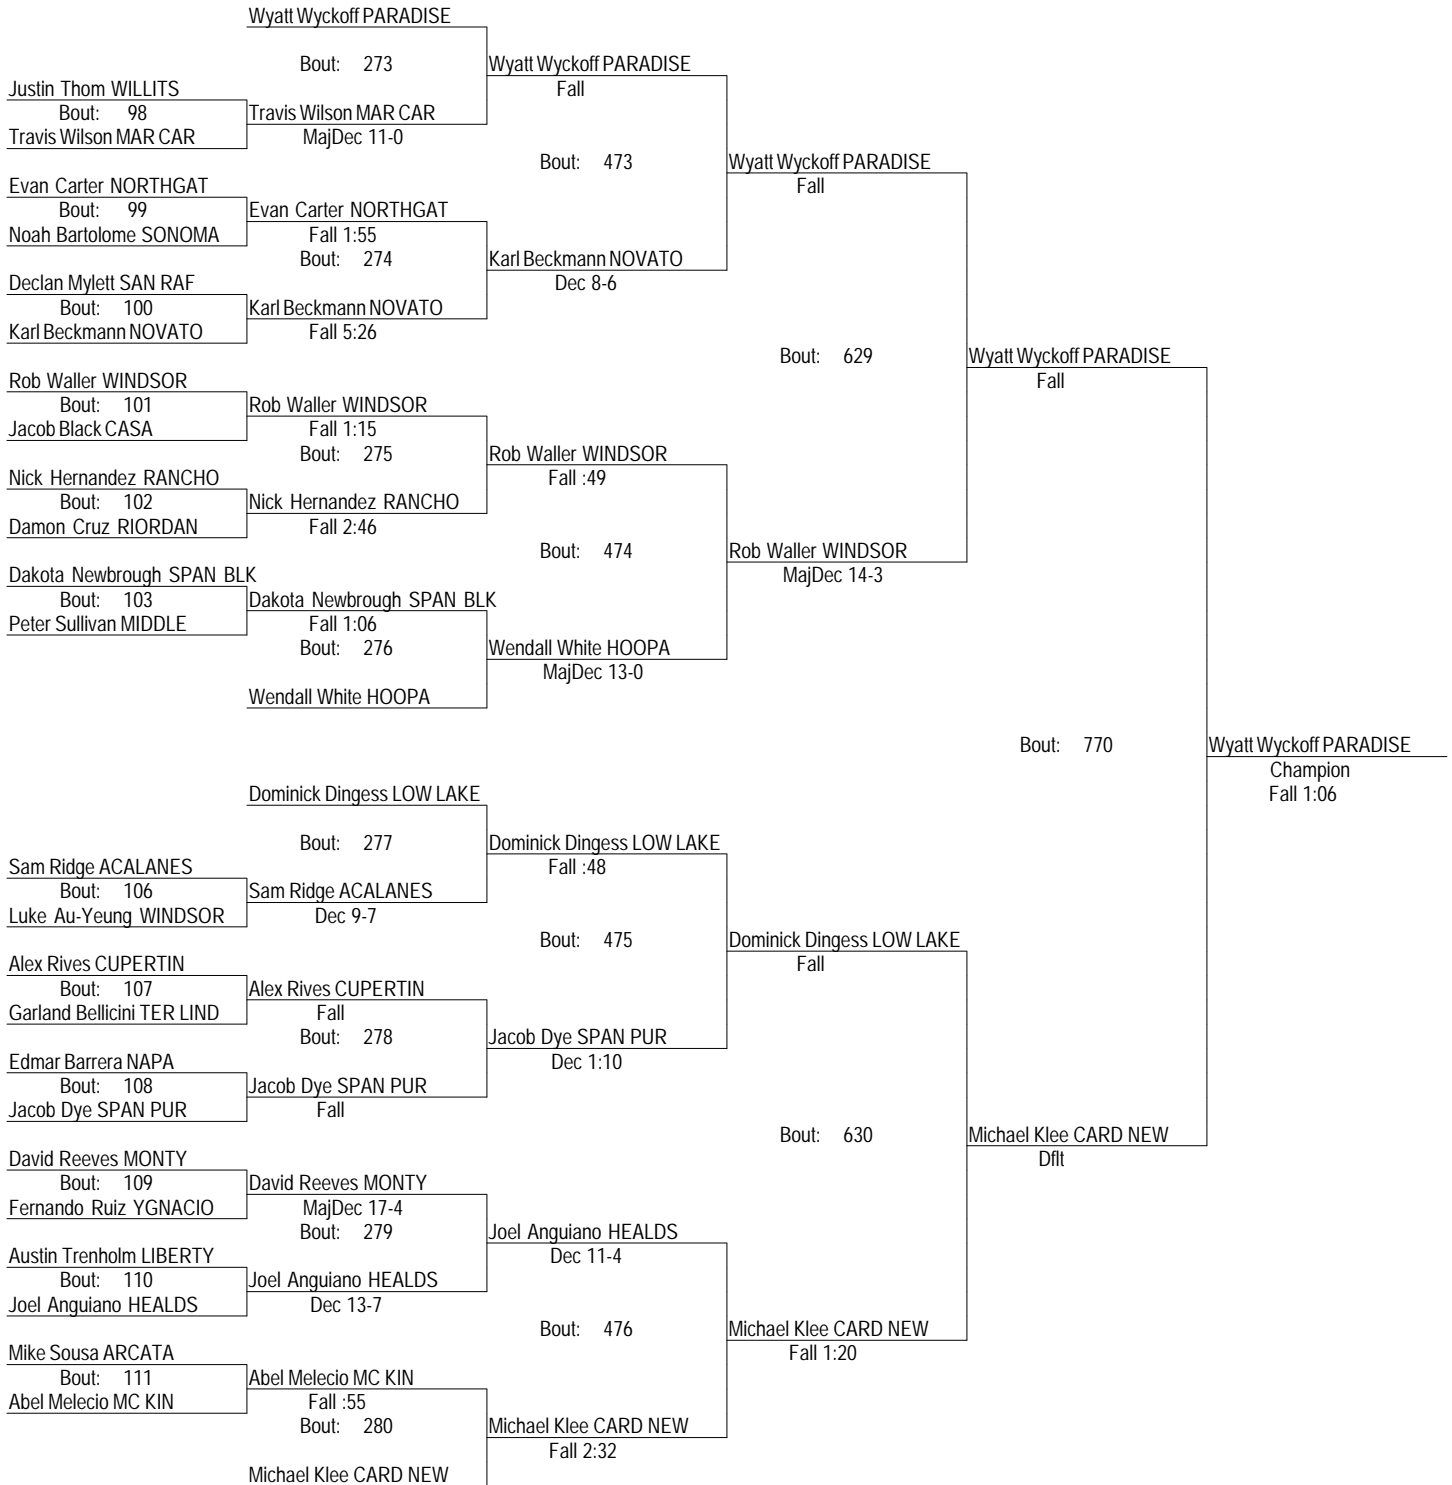 Wyatt Wyckoff PARADISE
Bout: 273
Wyatt Wyckoff PARADISE
Fall
Justin Thom WILLITS
Bout: 98
Travis Wilson MAR CAR
Travis Wilson MAR CAR
MajDec 11-0
Bout: 473
Wyatt Wyckoff PARADISE
Fall
Evan Carter NORTHGAT
Bout: 99
Noah Bartolome SONOMA
Evan Carter NORTHGAT
Fall 1:55
Bout: 274
Karl Beckmann NOVATO
Dec 8-6
Declan Mylett SAN RAF
Bout: 100
Karl Beckmann NOVATO
Karl Beckmann NOVATO
Fall 5:26
Bout: 629
Wyatt Wyckoff PARADISE
Fall
Rob Waller WINDSOR
Bout: 101
Jacob Black CASA
Rob Waller WINDSOR
Fall 1:15
Bout: 275
Rob Waller WINDSOR
Fall :49
Nick Hernandez RANCHO
Bout: 102
Damon Cruz RIORDAN
Nick Hernandez RANCHO
Fall 2:46
Bout: 474
Rob Waller WINDSOR
MajDec 14-3
Dakota Newbrough SPAN BLK
Bout: 103
Peter Sullivan MIDDLE
Dakota Newbrough SPAN BLK
Fall 1:06
Bout: 276
Wendall White HOOPA
MajDec 13-0
Wendall White HOOPA
Bout: 770
Wyatt Wyckoff PARADISE
Champion
Fall 1:06
Dominick Dingess LOW LAKE
Bout: 277
Dominick Dingess LOW LAKE
Fall :48
Sam Ridge ACALANES
Bout: 106
Luke Au-Yeung WINDSOR
Sam Ridge ACALANES
Dec 9-7
Bout: 475
Dominick Dingess LOW LAKE
Fall
Alex Rives CUPERTIN
Bout: 107
Garland Bellicini TER LIND
Alex Rives CUPERTIN
Fall
Bout: 278
Jacob Dye SPAN PUR
Dec 1:10
Edmar Barrera NAPA
Bout: 108
Jacob Dye SPAN PUR
Jacob Dye SPAN PUR
Fall
Bout: 630
Michael Klee CARD NEW
Dflt
David Reeves MONTY
Bout: 109
Fernando Ruiz YGNACIO
David Reeves MONTY
MajDec 17-4
Bout: 279
Joel Anguiano HEALDS
Dec 11-4
Austin Trenholm LIBERTY
Bout: 110
Joel Anguiano HEALDS
Joel Anguiano HEALDS
Dec 13-7
Bout: 476
Michael Klee CARD NEW
Fall 1:20
Mike Sousa ARCATA
Bout: 111
Abel Melecio MC KIN
Abel Melecio MC KIN
Fall :55
Bout: 280
Michael Klee CARD NEW
Fall 2:32
Michael Klee CARD NEW